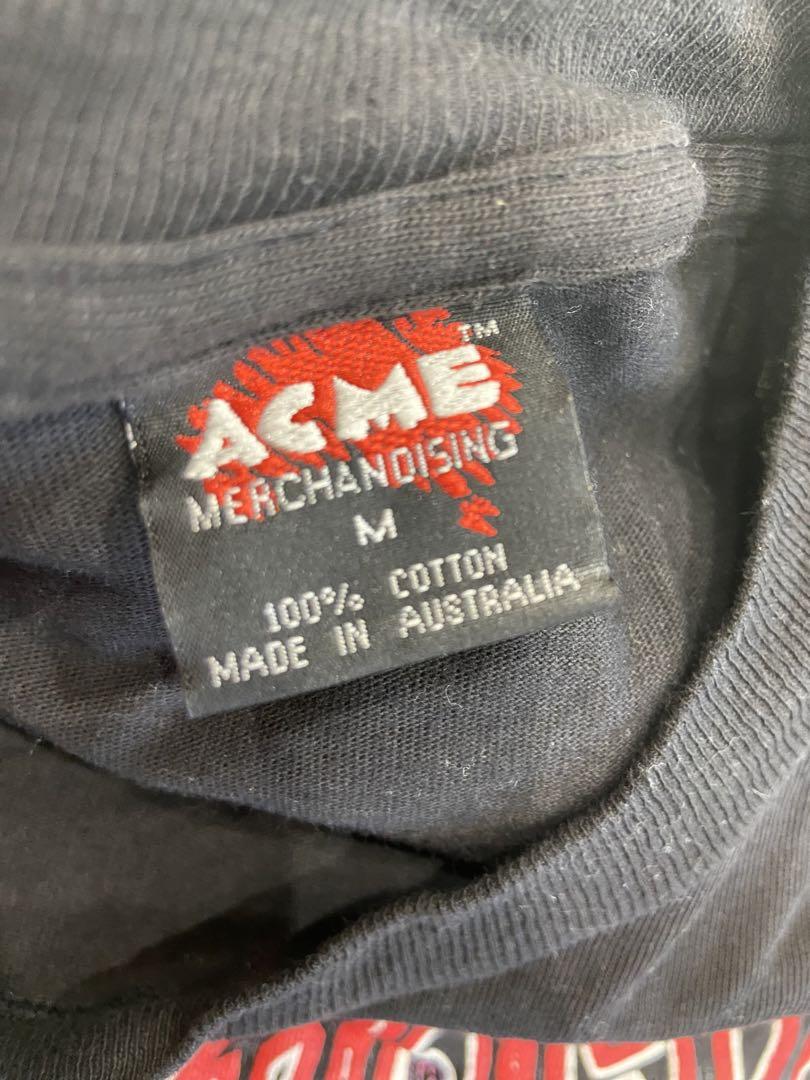 ACME™
MERCHANDISING
M
100% COTTON
MADE IN AUSTRALIA